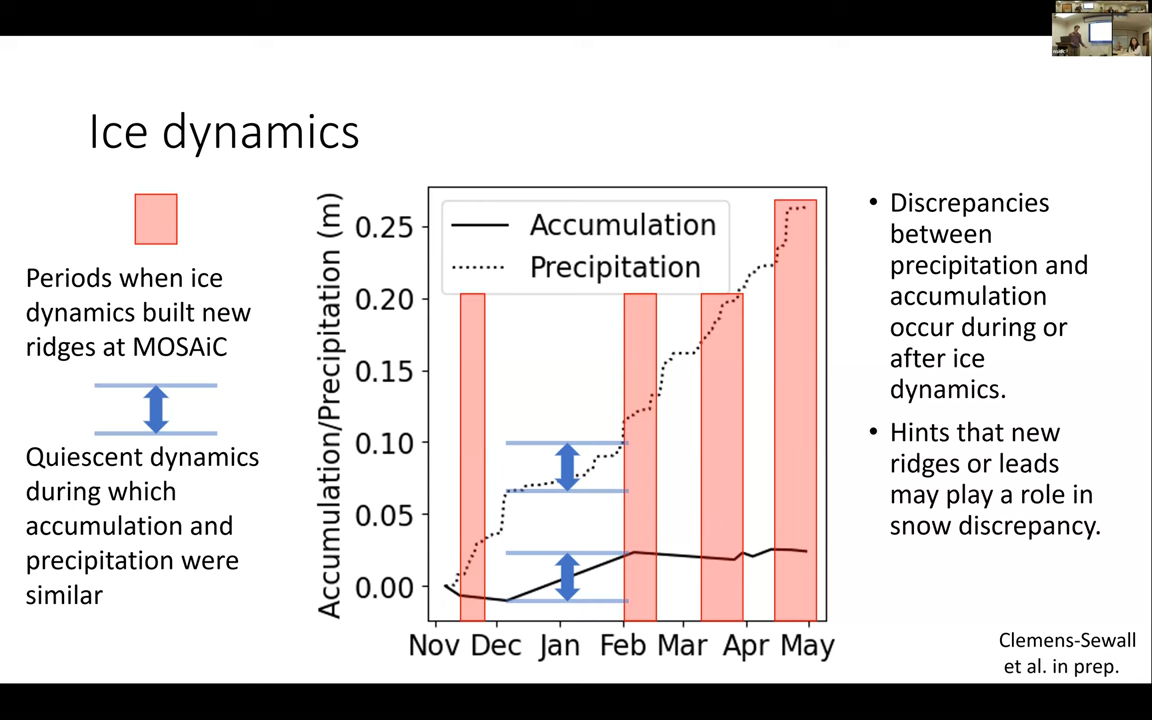 Ice dynamics
Periods when ice
dynamics built new
ridges at MOSAiC
Quiescent dynamics
during which
accumulation and
precipitation were
similar
Accumulation/Precipitation (m)
Accumulation
Precipitation
0.25
0.20
0.15
0.10
0.05
0.00
Nov Dec Jan Feb Mar Apr May
• Discrepancies
between
precipitation and
accumulation
occur during or
after ice
dynamics.
• Hints that new
ridges or leads
may play a role in
snow discrepancy.
Clemens-Sewall
et al. in prep.